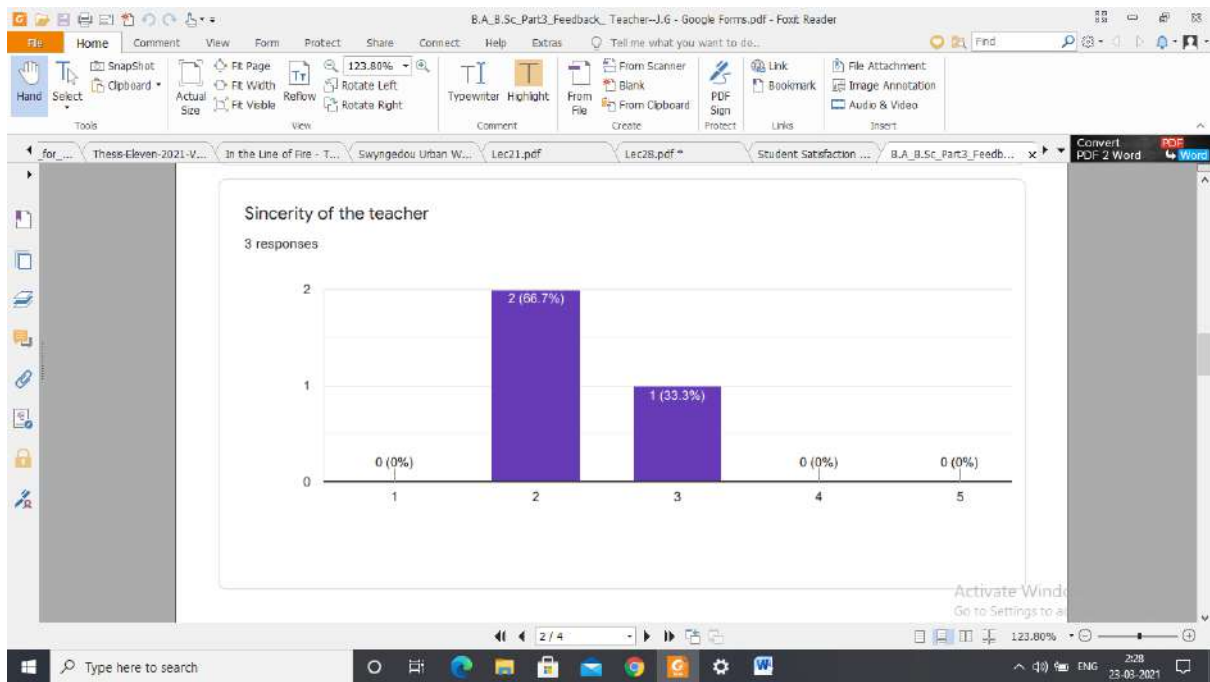 B.A_B.Sc_Part3_Feedback_ Teacher--J.G - Google Forms.pdf - Foxit Reader
File Home Comment View Form Protect Share Connect Help Extras Tell me what you want to do... Find
Hand
Select
SnapShot
Clipboard
Tools
Actual Size
Fit Page
Fit Width
Fit Visible
Reflow
123.80%
Rotate Left
Rotate Right
View
Typewriter
Highlight
Comment
From File
From Scanner
Blank
From Clipboard
Create
PDF Sign
Protect
Link
Bookmark
Links
File Attachment
Image Annotation
Audio & Video
Insert
_for_... Thesis-Eleven-2021-V... In the Line of Fire - T... Swyngedou Urban W... Lec21.pdf Lec28.pdf * Student Satisfaction ... B.A_B.Sc_Part3_Feedb... x
Convert PDF
PDF 2 Word Word
Sincerity of the teacher
3 responses
2
2 (66.7%)
1
1 (33.3%)
0 (0%) 0 (0%) 0 (0%)
0
1 2 3 4 5
Activate Windo
Go to Settings to a
2 / 4
123.80%
Type here to search
ENG
2:28
23-03-2021